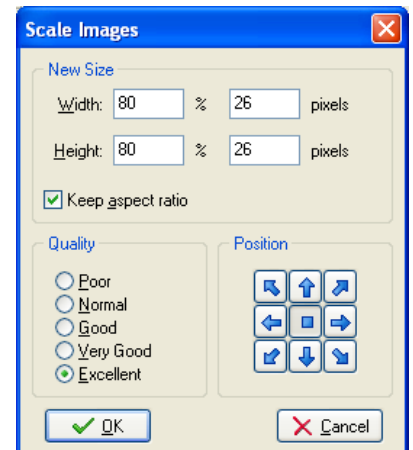 Scale Images
New Size
Width: 80 % 26 pixels
Height: 80 % 26 pixels
Keep aspect ratio
Quality
Poor
Normal
Good
Very Good
Excellent
Position
OK
Cancel